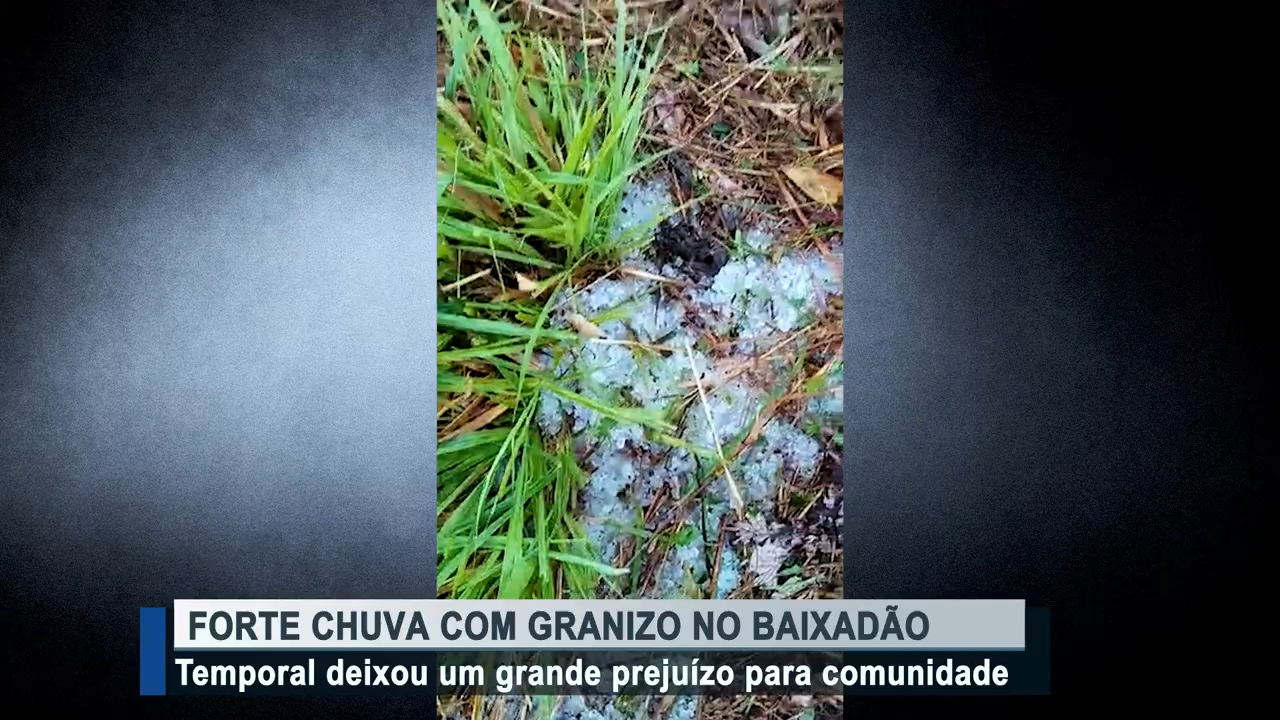 FORTE CHUVA COM GRANIZO NO BAIXADÃO
Temporal deixou um grande prejuízo para comunidade